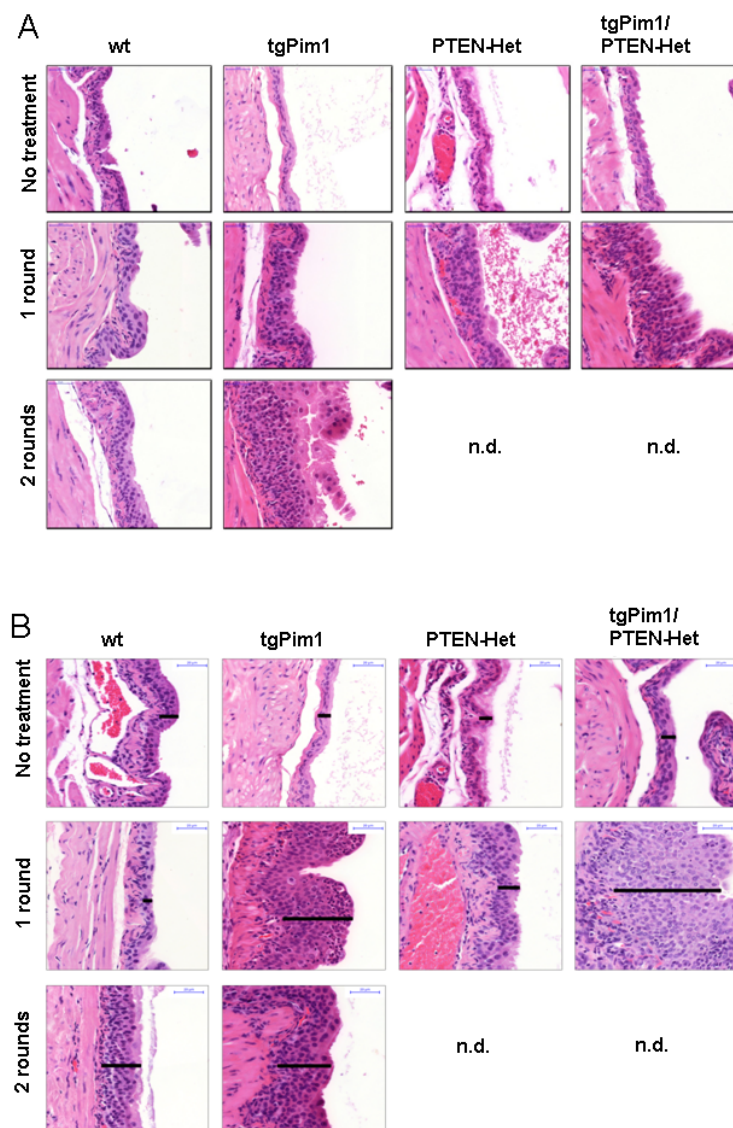 A
wt tgPim1 PTEN-Het tgPim1/
PTEN-Het
No treatment
1 round
2 rounds
n.d. n.d.
B
wt tgPim1 PTEN-Het tgPim1/
PTEN-Het
No treatment
1 round
2 rounds
n.d. n.d.